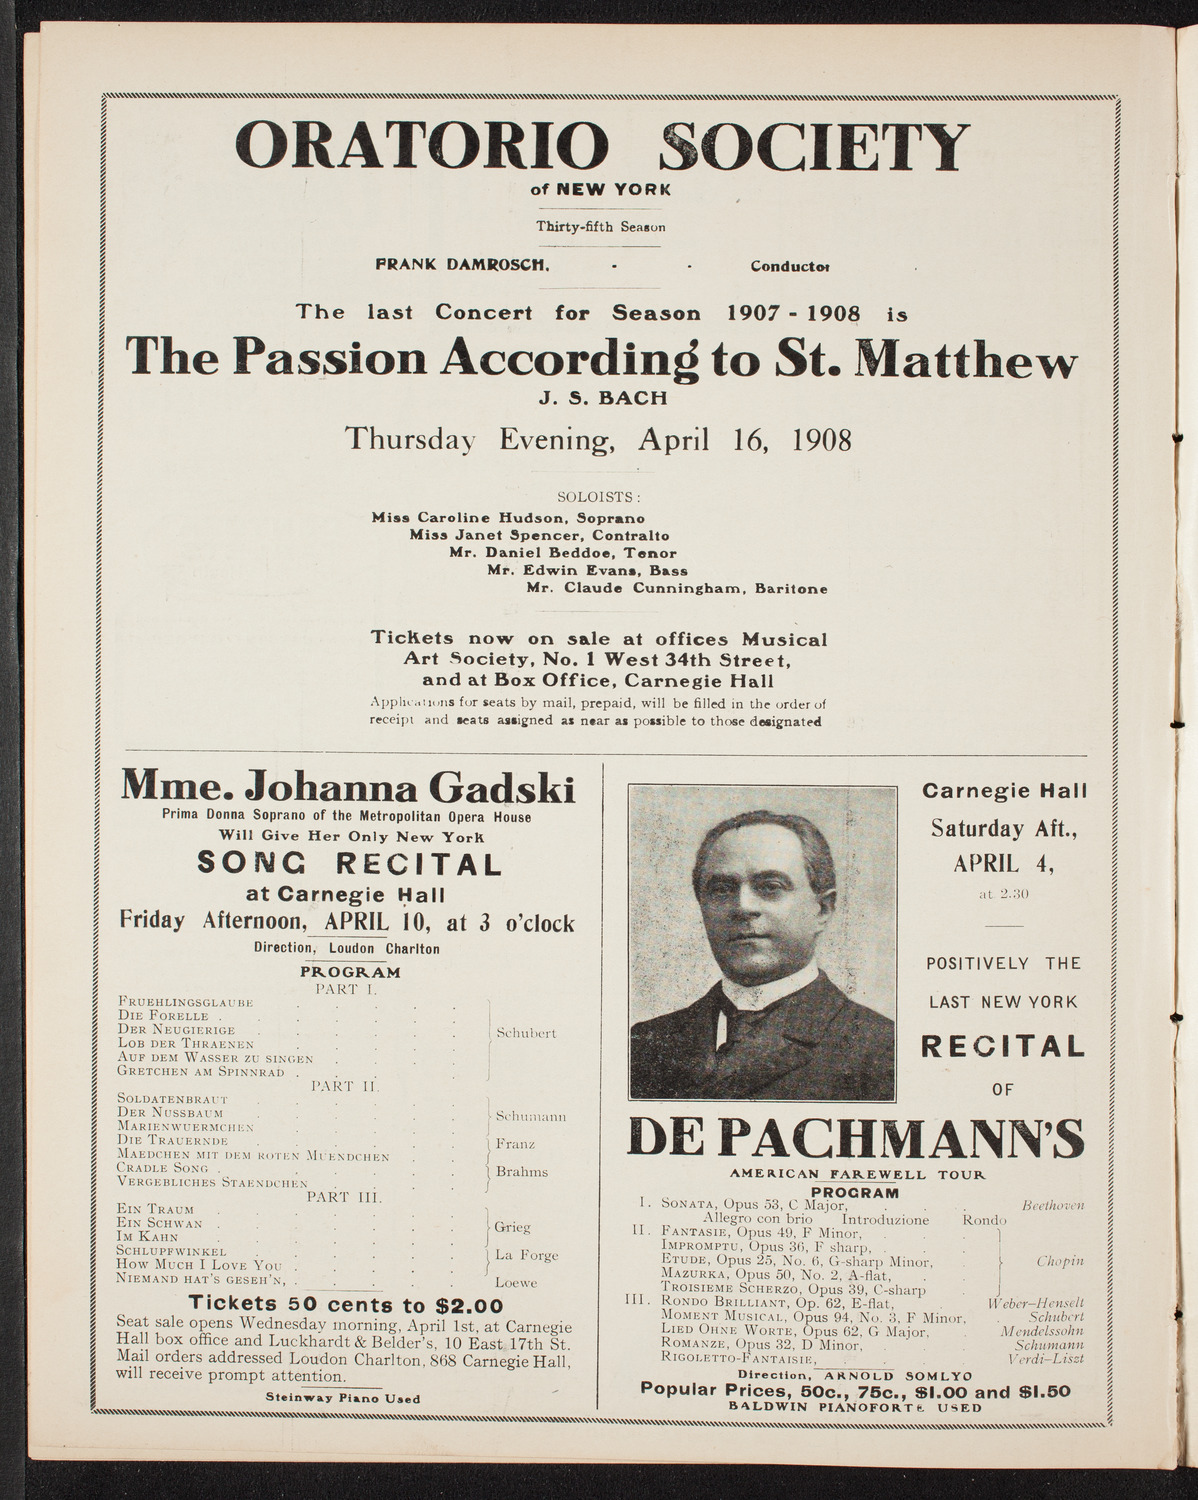 ORATORIO SOCIETY
of NEW YORK
Thirty-fifth Season
FRANK DAMROSCH, - - Conductor
The last Concert for Season 1907 - 1908 is
The Passion According to St. Matthew
J. S. BACH
Thursday Evening, April 16, 1908
SOLOISTS:
Miss Caroline Hudson, Soprano
Miss Janet Spencer, Contralto
Mr. Daniel Beddoe, Tenor
Mr. Edwin Evans, Bass
Mr. Claude Cunningham, Baritone
Tickets now on sale at offices Musical
Art Society, No. 1 West 34th Street,
and at Box Office, Carnegie Hall
Applications for seats by mail, prepaid, will be filled in the order of
receipt and seats assigned as near as possible to those designated
Mme. Johanna Gadski
Prima Donna Soprano of the Metropolitan Opera House
Will Give Her Only New York
SONG RECITAL
at Carnegie Hall
Friday Afternoon, APRIL 10, at 3 o'clock
Direction, Loudon Charlton
PROGRAM
PART I.
FRUEHLINGSGLAUBE
DIE FORELLE
DER NEUGIERIGE
Schubert
LOB DER THRAENEN
AUF DEM WASSER ZU SINGEN
GRETCHEN AM SPINNRAD
PART II.
SOLDATENBRAUT
DER NUSSBAUM
Schumann
MARIENWUERMCHEN
DIE TRAUERNDE
Franz
MAEDCHEN MIT DEM ROTEN MUENDCHEN
CRADLE SONG
Brahms
VERGEBLICHES STAENDCHEN
PART III.
EIN TRAUM
EIN SCHWAN
Grieg
IM KAHN
SCHLUPFWINKEL
La Forge
HOW MUCH I LOVE YOU
NIEMAND HAT'S GESEH'N, Loewe
Tickets 50 cents to $2.00
Seat sale opens Wednesday morning, April 1st, at Carnegie
Hall box office and Luckhardt & Belder's, 10 East 17th St.
Mail orders addressed Loudon Charlton, 868 Carnegie Hall,
will receive prompt attention.
Steinway Piano Used
Carnegie Hall
Saturday Aft.,
APRIL 4,
at 2.30
POSITIVELY THE
LAST NEW YORK
RECITAL
OF
DE PACHMANN'S
AMERICAN FAREWELL TOUR
PROGRAM
I. SONATA, Opus 53, C Major, Beethoven
Allegro con brio Introduzione Rondo
II. FANTASIE, Opus 49, F Minor,
IMPROMPTU, Opus 36, F sharp,
ETUDE, Opus 25, No. 6, G-sharp Minor, Chopin
MAZURKA, Opus 50, No. 2, A-flat,
TROISIEME SCHERZO, Opus 39, C-sharp
III. RONDO BRILLIANT, Op. 62, E-flat, Weber-Henselt
MOMENT MUSICAL, Opus 94, No. 3, F Minor, Schubert
LIED OHNE WORTE, Opus 62, G Major, Mendelssohn
ROMANZE, Opus 32, D Minor, Schumann
RIGOLETTO-FANTAISIE, Verdi-Liszt
Direction, ARNOLD SOMLYO
Popular Prices, 50c., 75c., $1.00 and $1.50
BALDWIN PIANOFORTE USED